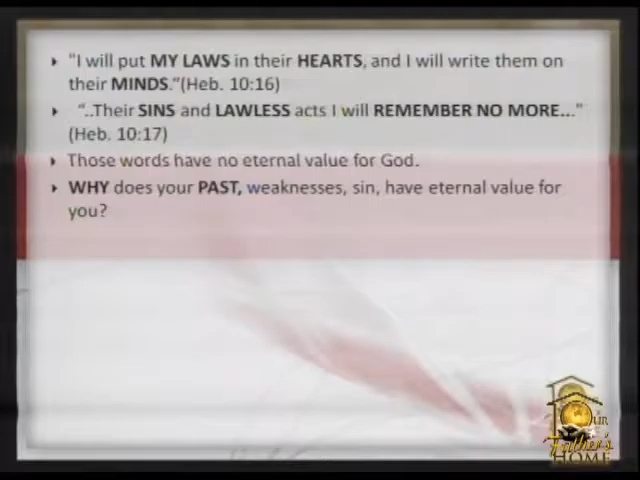 "I will put MY LAWS in their HEARTS, and I will write them on
their MINDS."(Heb. 10:16)
"..Their SINS and LAWLESS acts I will REMEMBER NO MORE..."
(Heb. 10:17)
Those words have no eternal value for God.
WHY does your PAST, weaknesses, sin, have eternal value for
you?
OUR
Father's
HOME